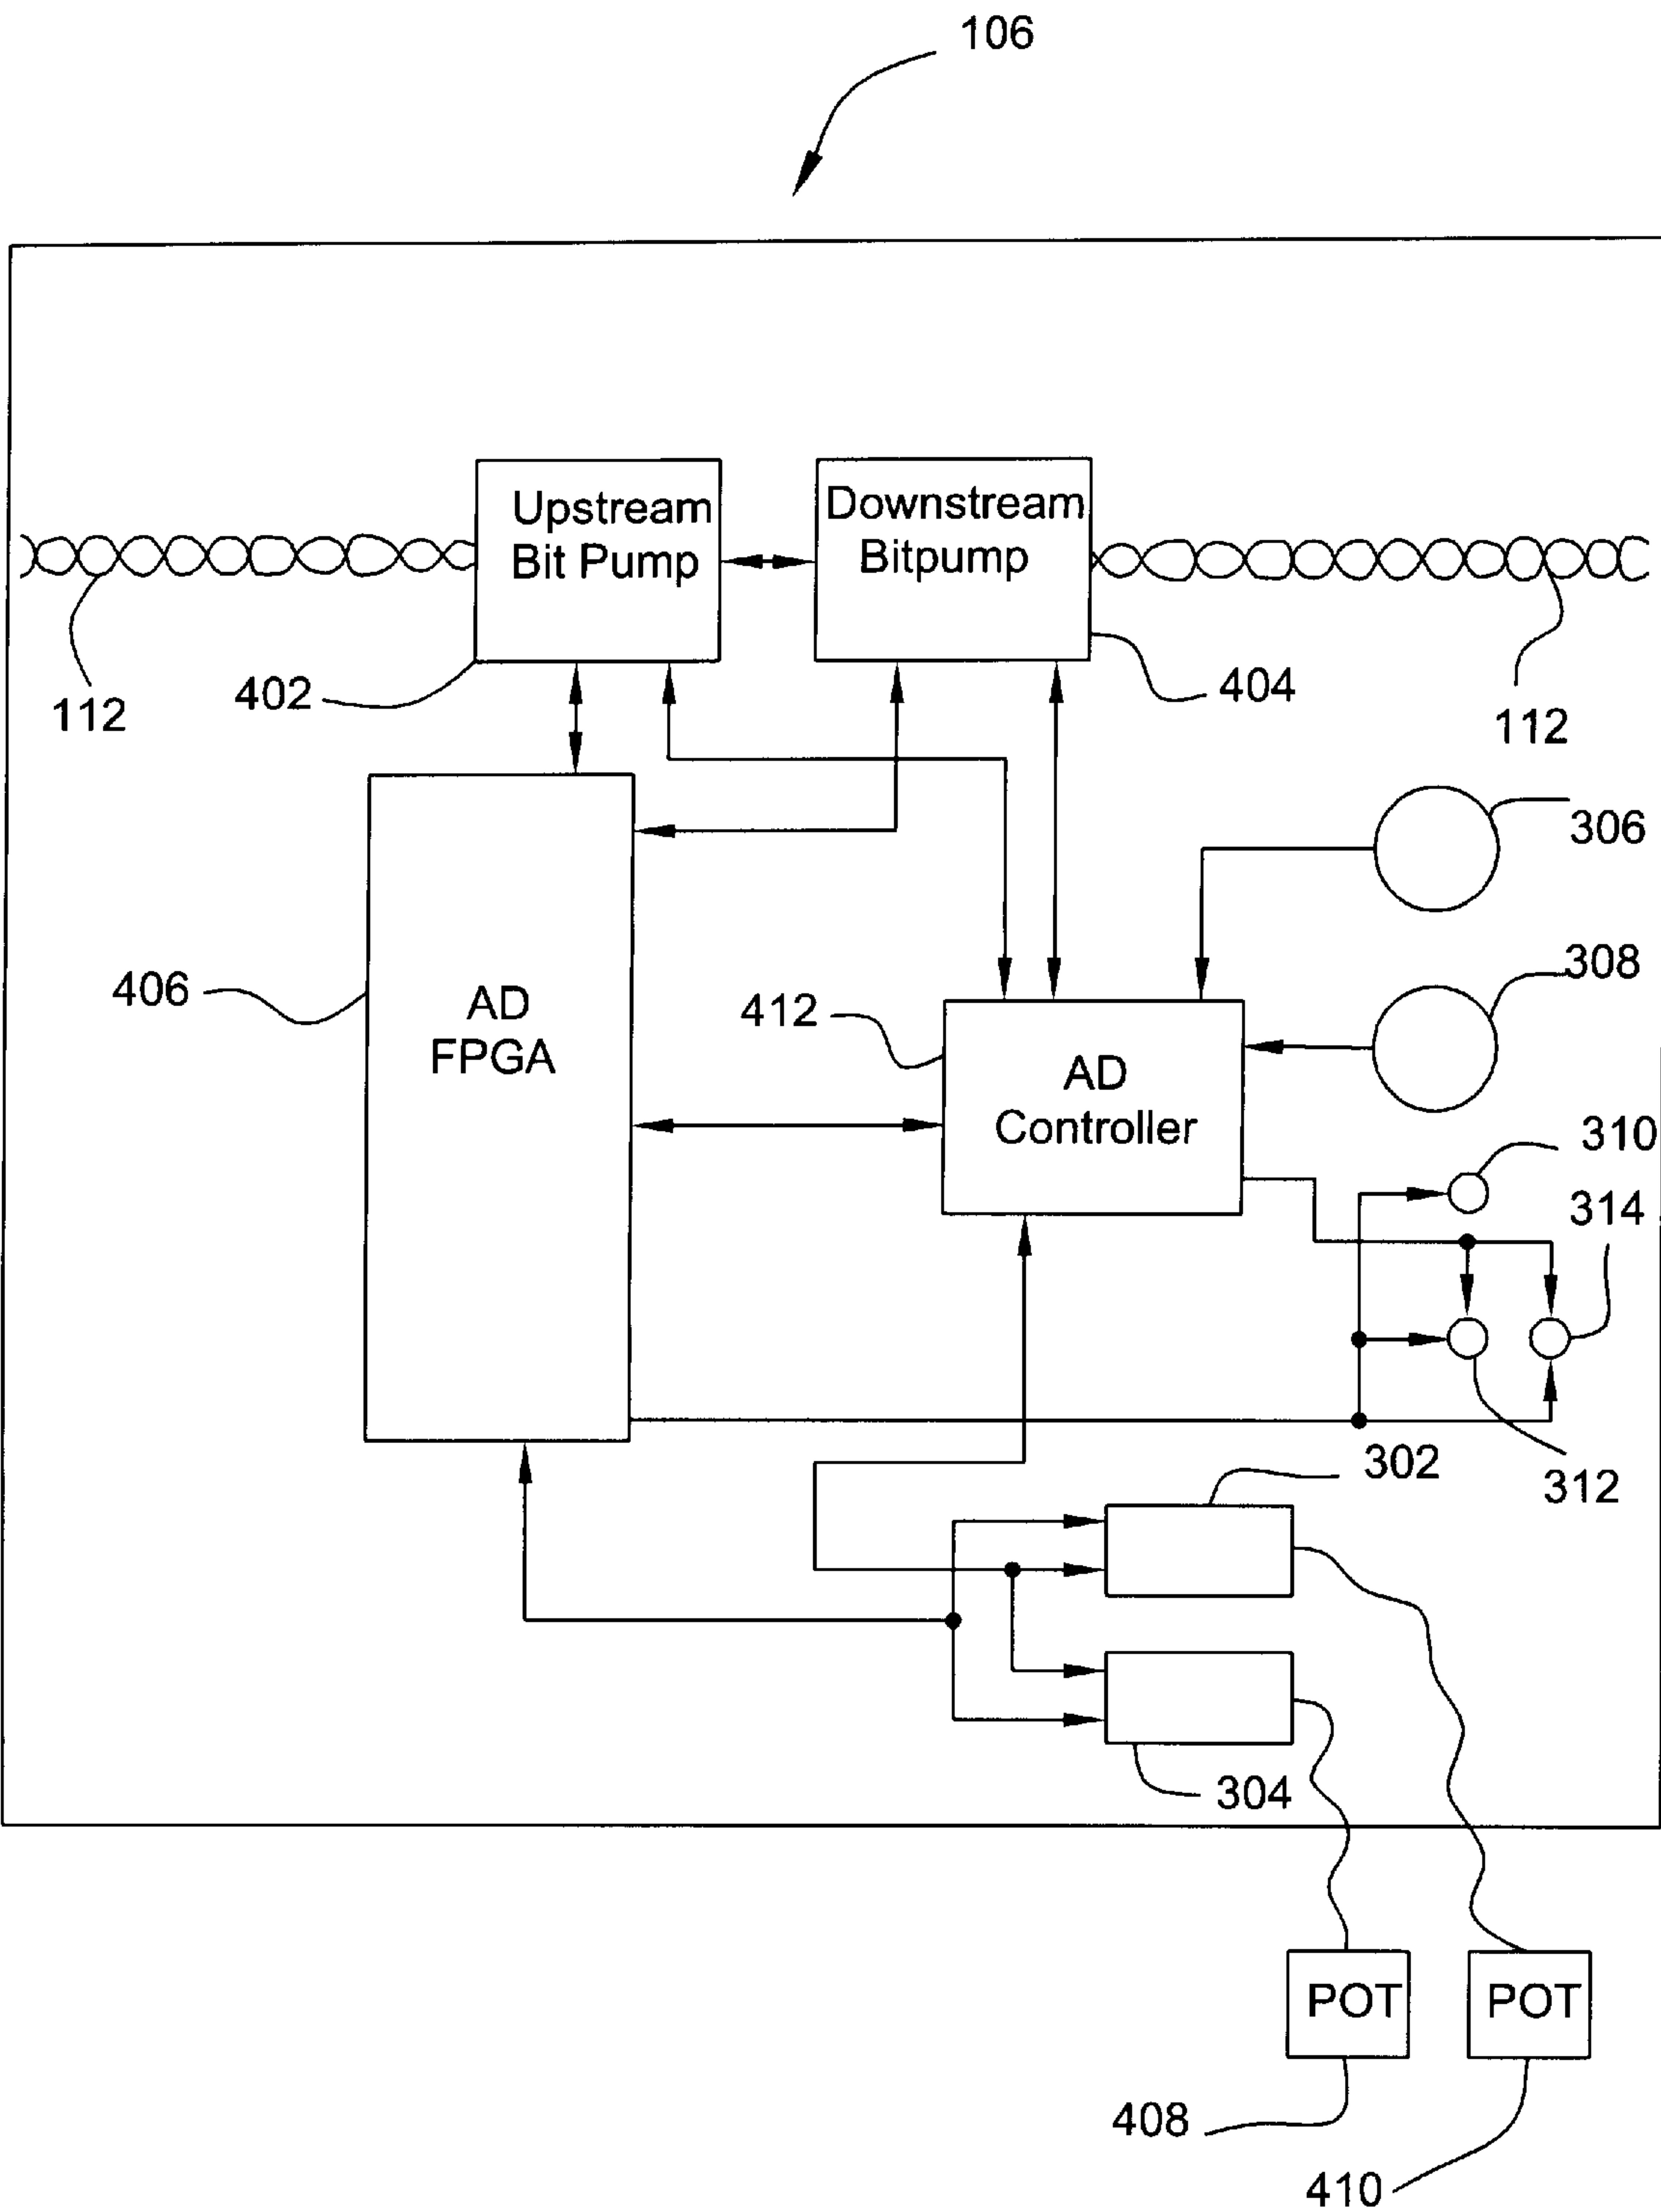 106
Upstream
Bit Pump
Downstream
Bitpump
112
402
404
112
306
308
406
AD
FPGA
412
AD
Controller
310
314
302
312
304
POT
POT
408
410